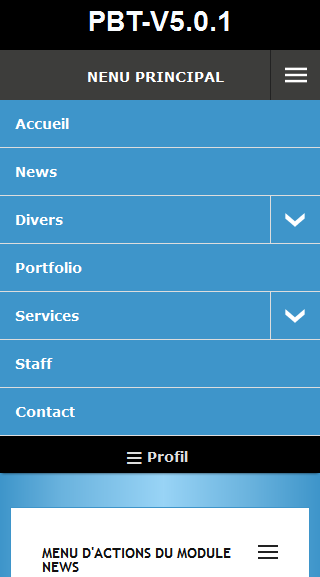 PBT-V5.0.1
NENU PRINCIPAL
Accueil
News
Divers
Portfolio
Services
Staff
Contact
Profil
MENU D'ACTIONS DU MODULE
NEWS